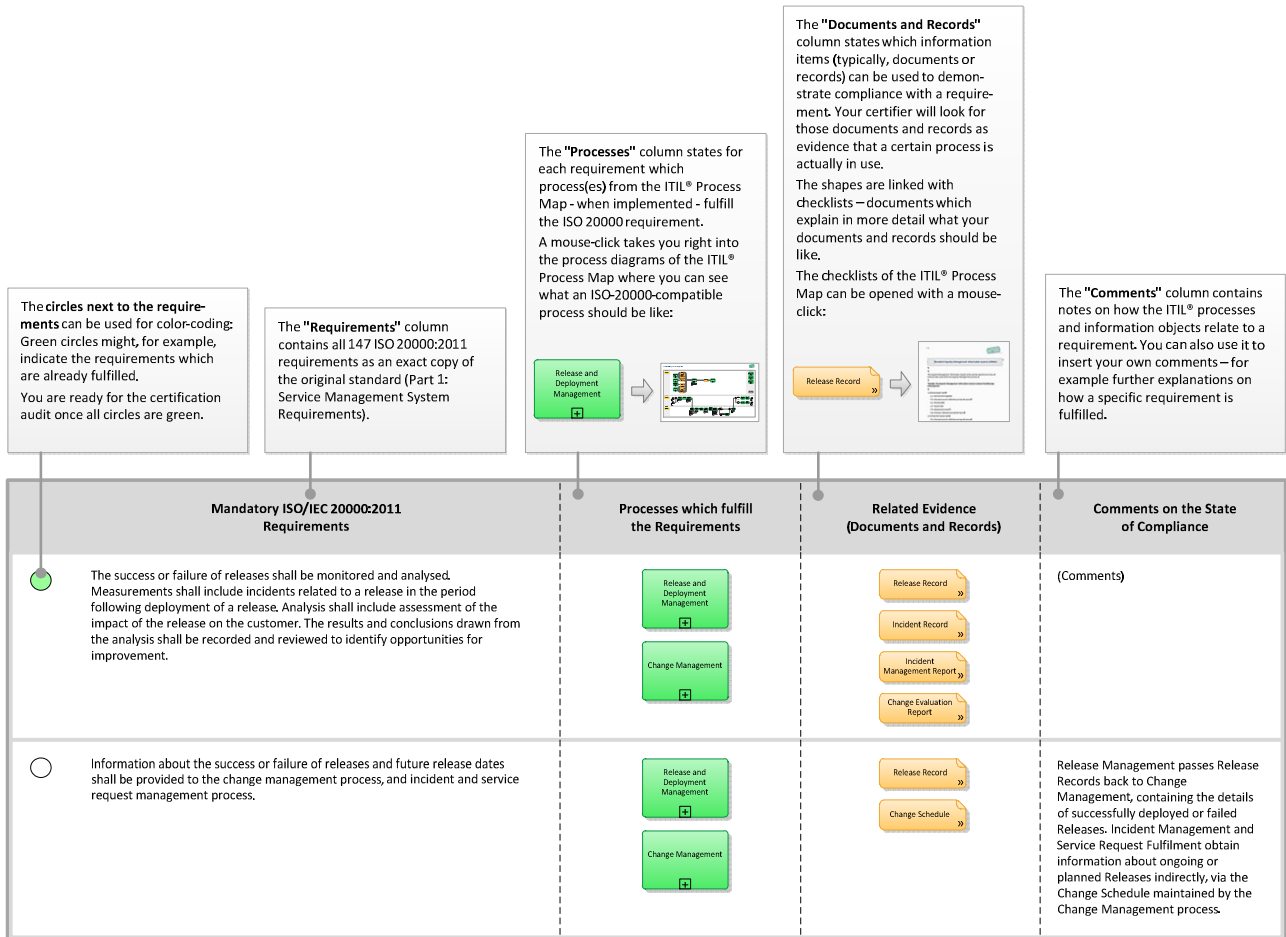 The "Documents and Records"
column states which information
items (typically, documents or
records) can be used to demon-
strate compliance with a require-
ment. Your certifier will look for
those documents and records as
evidence that a certain process is
actually in use.
The shapes are linked with
checklists – documents which
explain in more detail what your
documents and records should be
like.
The checklists of the ITIL® Process
Map can be opened with a mouse-
click:
Release Record
»
The "Processes" column states for
each requirement which
process(es) from the ITIL® Process
Map - when implemented - fulfill
the ISO 20000 requirement.
A mouse-click takes you right into
the process diagrams of the ITIL®
Process Map where you can see
what an ISO-20000-compatible
process should be like:
Release and
Deployment
Management
The circles next to the require-
ments can be used for color-coding:
Green circles might, for example,
indicate the requirements which
are already fulfilled.
You are ready for the certification
audit once all circles are green.
The "Requirements" column
contains all 147 ISO 20000:2011
requirements as an exact copy of
the original standard (Part 1:
Service Management System
Requirements).
The "Comments" column contains
notes on how the ITIL® processes
and information objects relate to a
requirement. You can also use it to
insert your own comments – for
example further explanations on
how a specific requirement is
fulfilled.
Mandatory ISO/IEC 20000:2011
Requirements
Processes which fulfill
the Requirements
Related Evidence
(Documents and Records)
Comments on the State
of Compliance
The success or failure of releases shall be monitored and analysed.
Measurements shall include incidents related to a release in the period
following deployment of a release. Analysis shall include assessment of the
impact of the release on the customer. The results and conclusions drawn from
the analysis shall be recorded and reviewed to identify opportunities for
improvement.
Release and
Deployment
Management
Change Management
Release Record
»
Incident Record
»
Incident
Management Report
»
Change Evaluation
Report
»
(Comments)
Information about the success or failure of releases and future release dates
shall be provided to the change management process, and incident and service
request management process.
Release and
Deployment
Management
Change Management
Release Record
»
Change Schedule
»
Release Management passes Release
Records back to Change
Management, containing the details
of successfully deployed or failed
Releases. Incident Management and
Service Request Fulfilment obtain
information about ongoing or
planned Releases indirectly, via the
Change Schedule maintained by the
Change Management process.